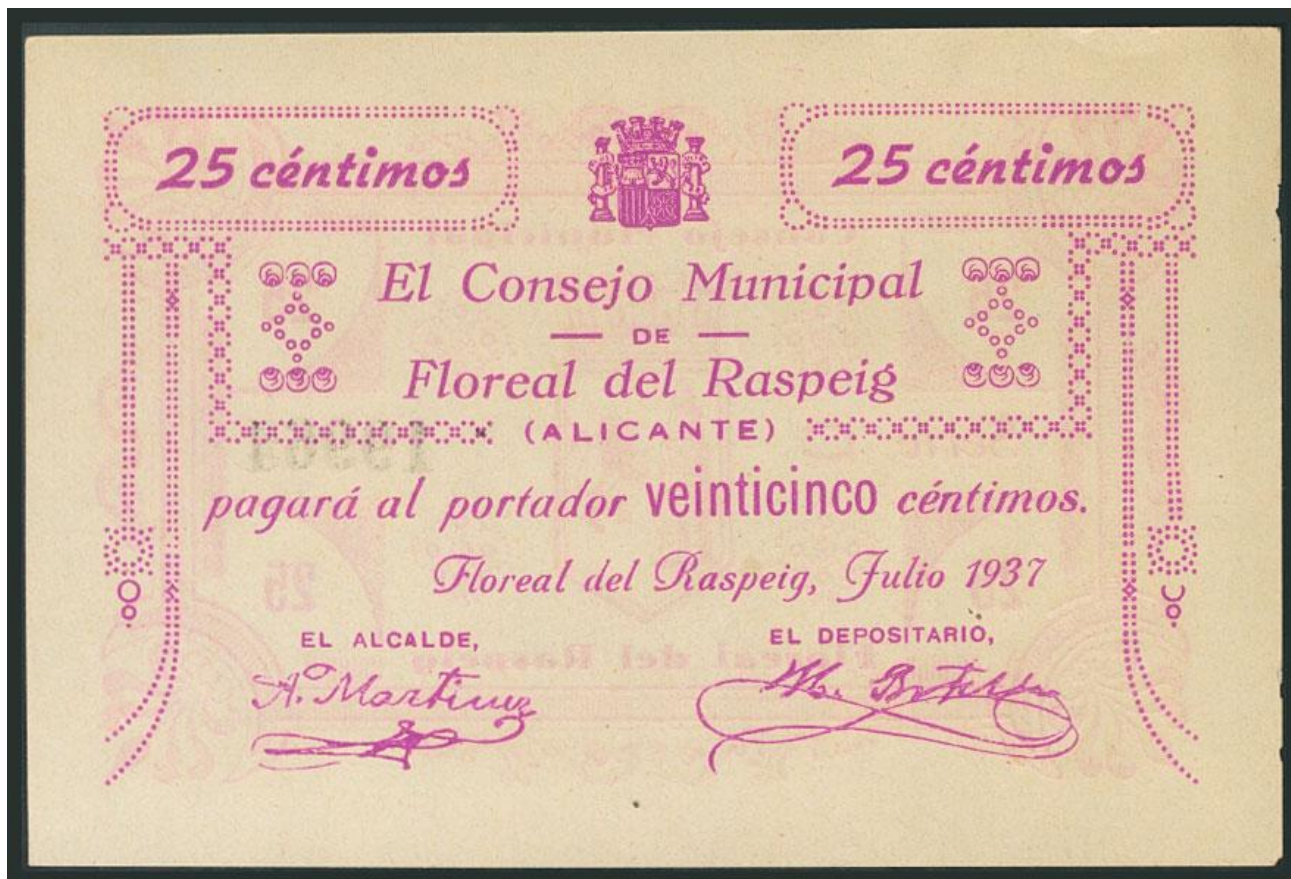 25 céntimos
25 céntimos
El Consejo Municipal
— DE —
Floreal del Raspeig
(ALICANTE)
pagará al portador veinticinco céntimos.
Floreal del Raspeig, Julio 1937
EL ALCALDE,
EL DEPOSITARIO,
A. Martinez